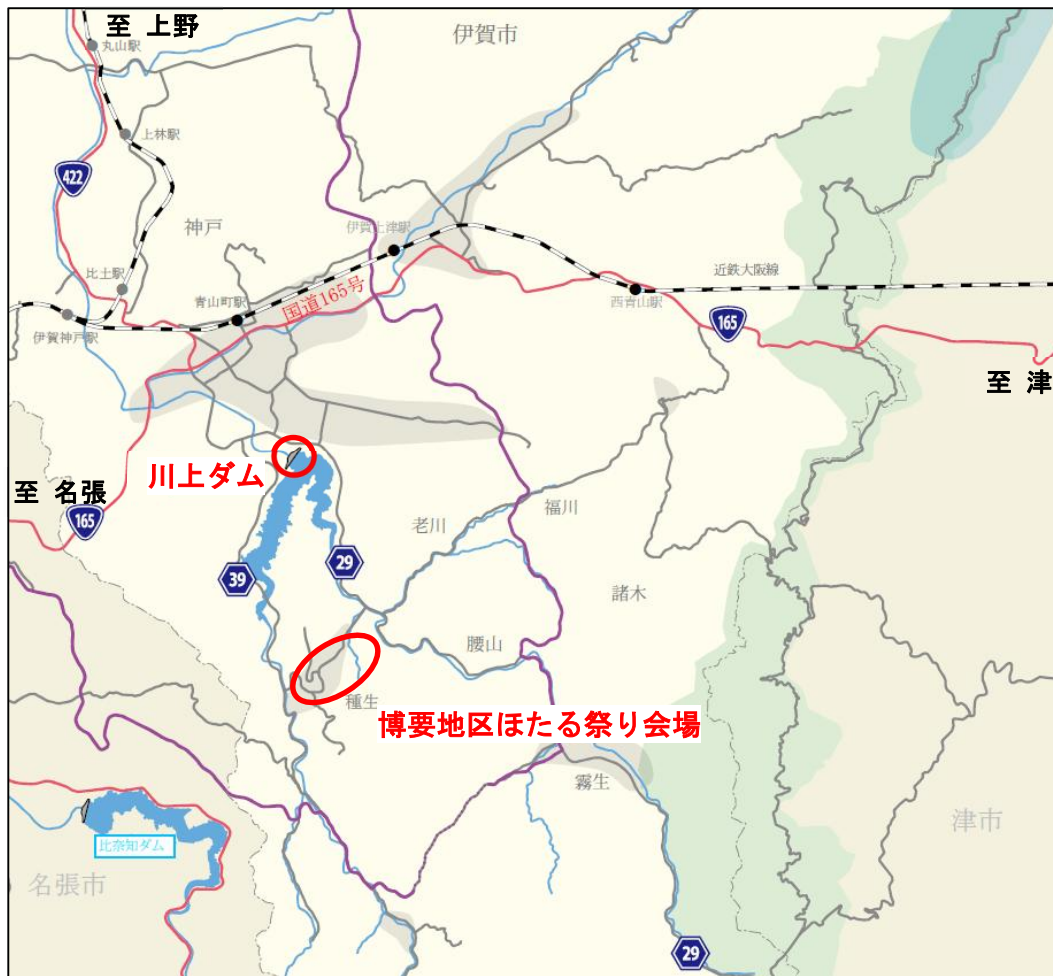 至 上野
丸山駅
伊賀市
上林駅
422
神戸
伊賀上津駅
比土駅
青山町駅
国道165号
近鉄大阪線
西青山駅
伊賀神戸駅
165
至 津
川上ダム
至 名張
165
老川
福川
29
39
諸木
腰山
種生
博要地区ほたる祭り会場
霧生
津市
比奈知ダム
名張市
29